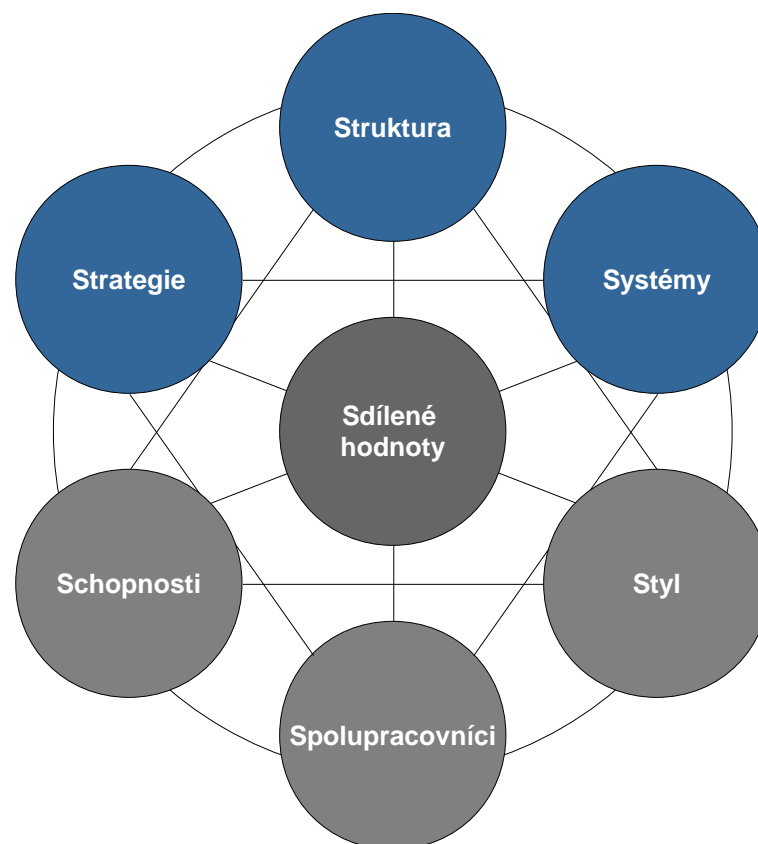 Struktura
Strategie
Systémy
Sdílené
hodnoty
Schopnosti
Styl
Spolupracovníci